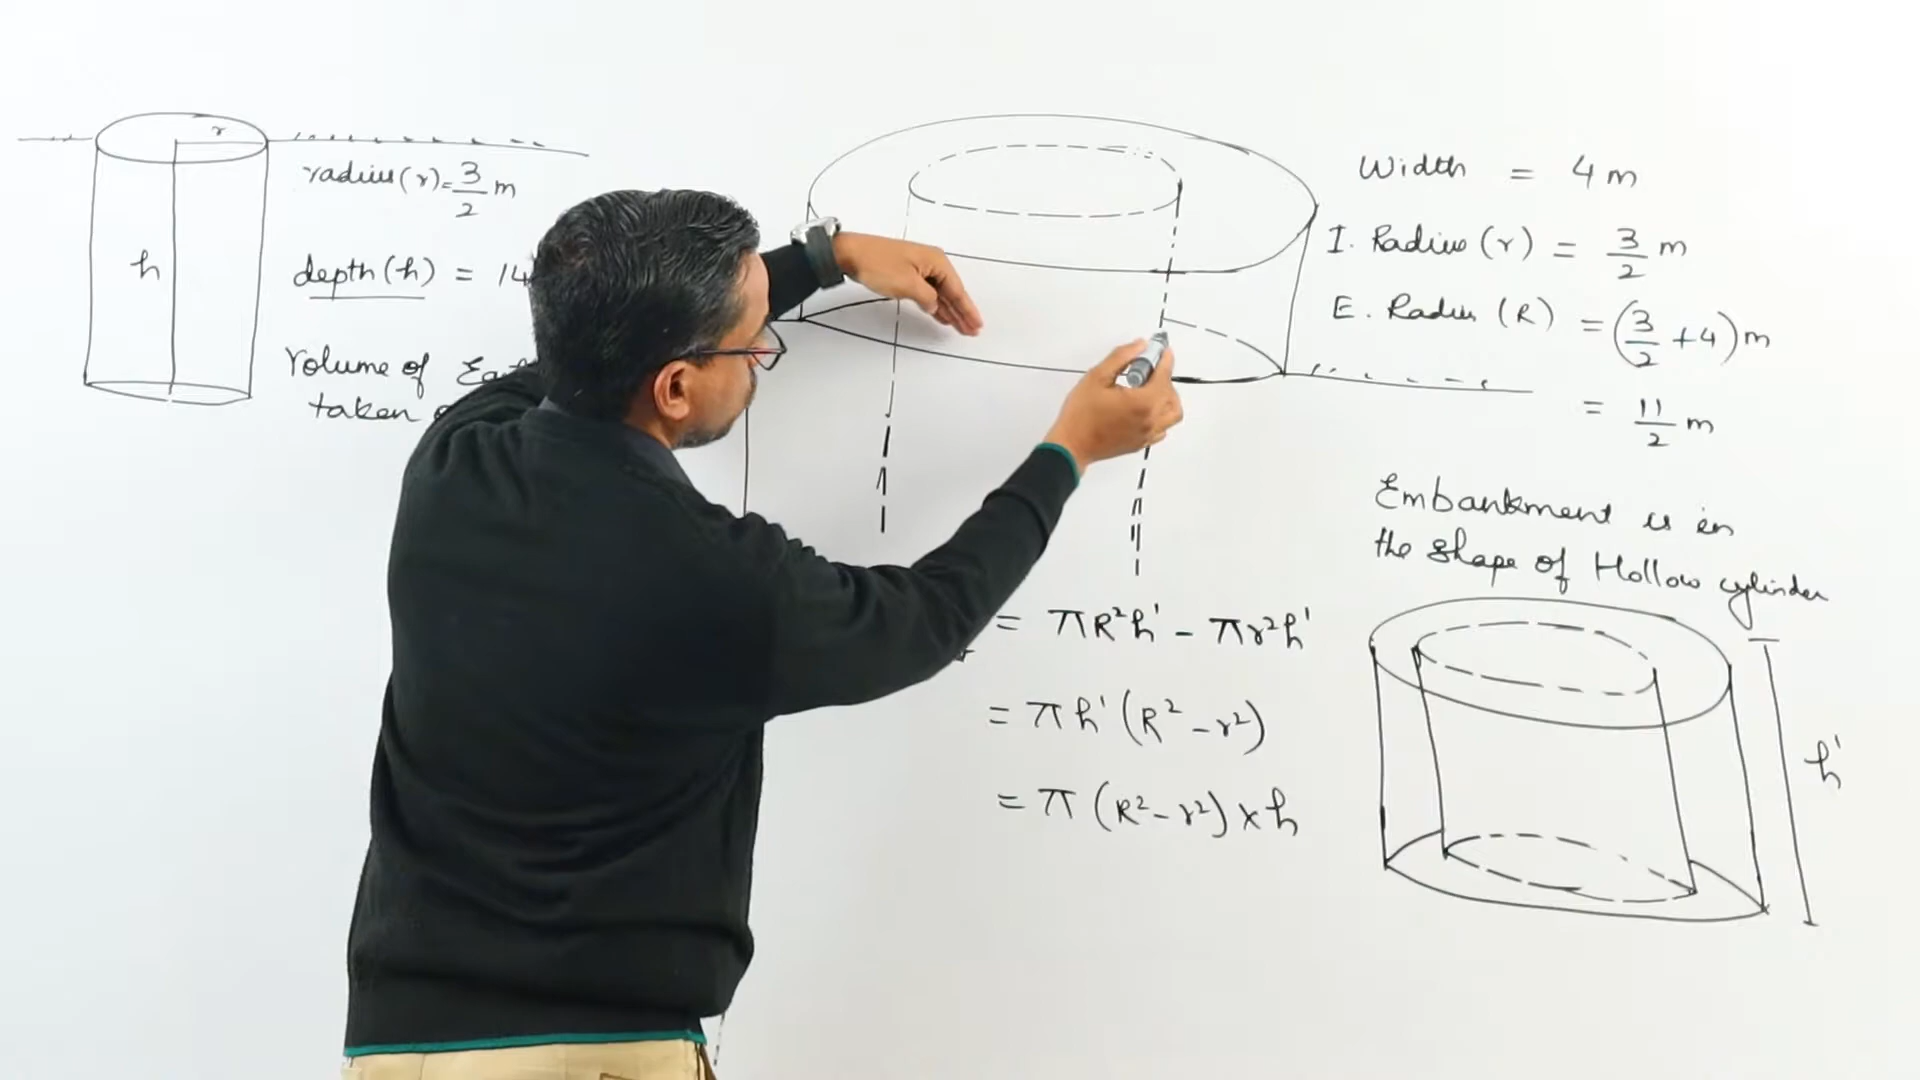 r
radius(r)=3/2 m
h
depth(h) = 14
Volume of
taken
Width = 4 m
I. Radius (r) = 3/2 m
E. Radius (R) = (3/2 + 4) m
= 11/2 m
Embankment is in
the shape of Hollow cylinder
h'
= πR²h' - πr²h'
= πh' (R² - r²)
= π (R² - r²) × h